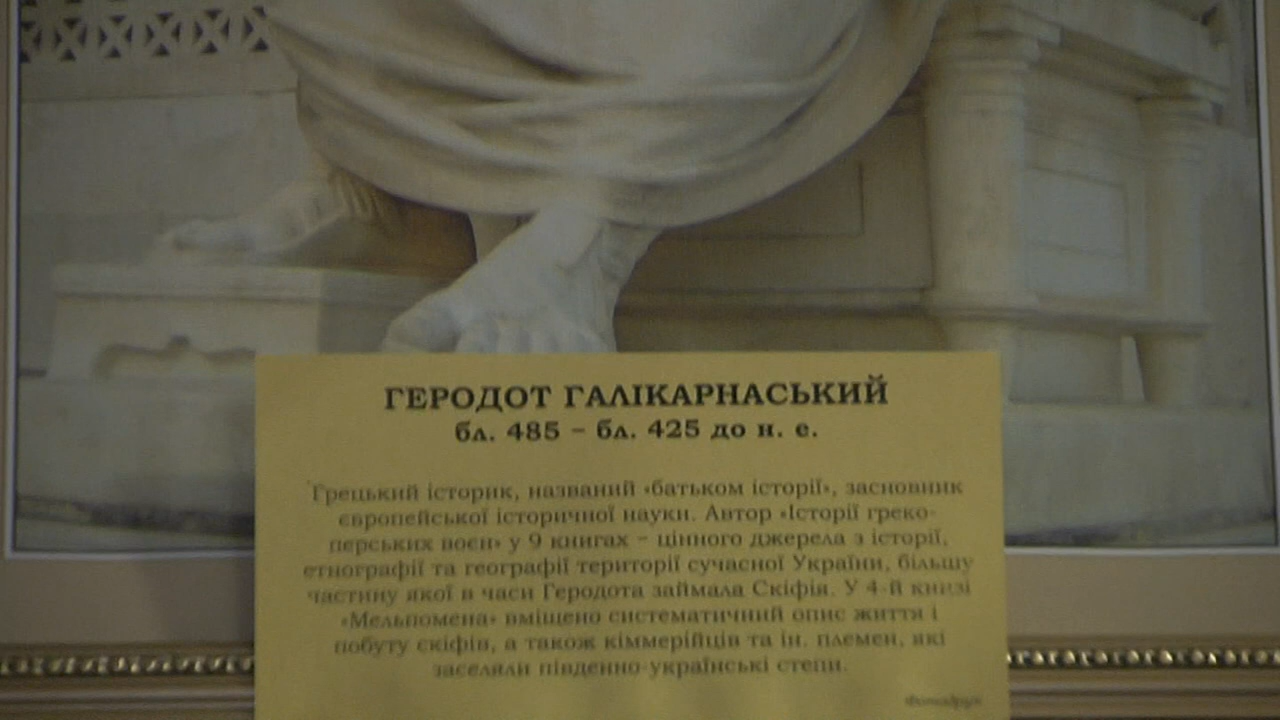 ГЕРОДОТ ГАЛІКАРНАСЬКИЙ
бл. 485 – бл. 425 до н. е.
Грецький історик, названий «батьком історії», засновник
європейської історичної науки. Автор «Історії греко-
перських воєн» у 9 книгах – цінного джерела з історії,
етнографії та географії території сучасної України, більшу
частину якої в часи Геродота займала Скіфія. У 4-й книзі
«Мельпомена» вміщено систематичний опис життя і
побуту скіфів, а також кіммерійців та ін. племен, які
заселяли південно-українські степи.
Фотодрук